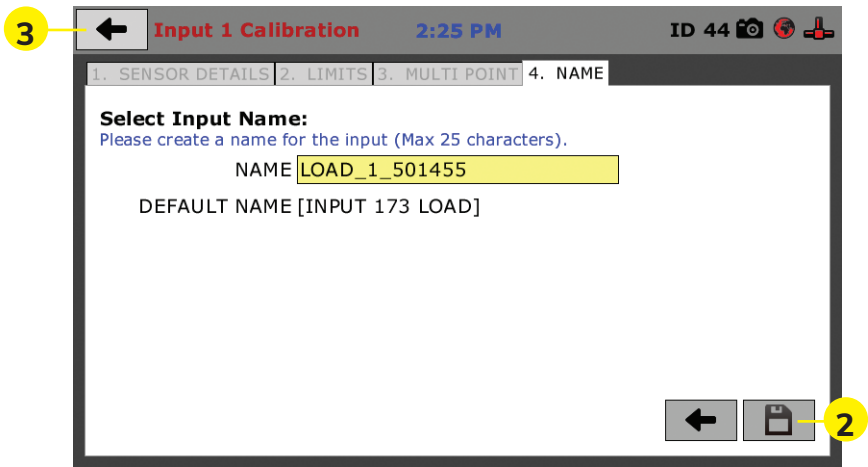 3
Input 1 Calibration 2:25 PM ID 44
1. SENSOR DETAILS 2. LIMITS 3. MULTI POINT 4. NAME
Select Input Name:
Please create a name for the input (Max 25 characters).
NAME LOAD_1_501455
DEFAULT NAME [INPUT 173 LOAD]
2